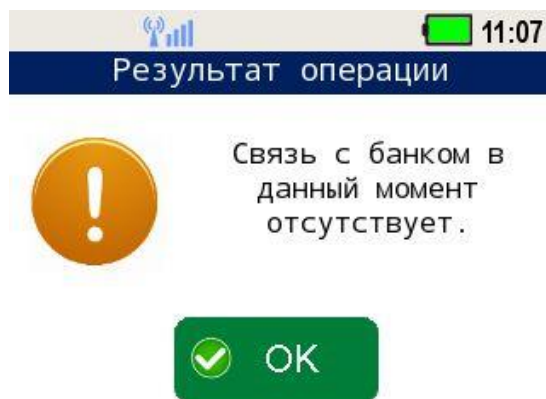 11:07
Результат операции
Связь с банком в
данный момент
отсутствует.
OK